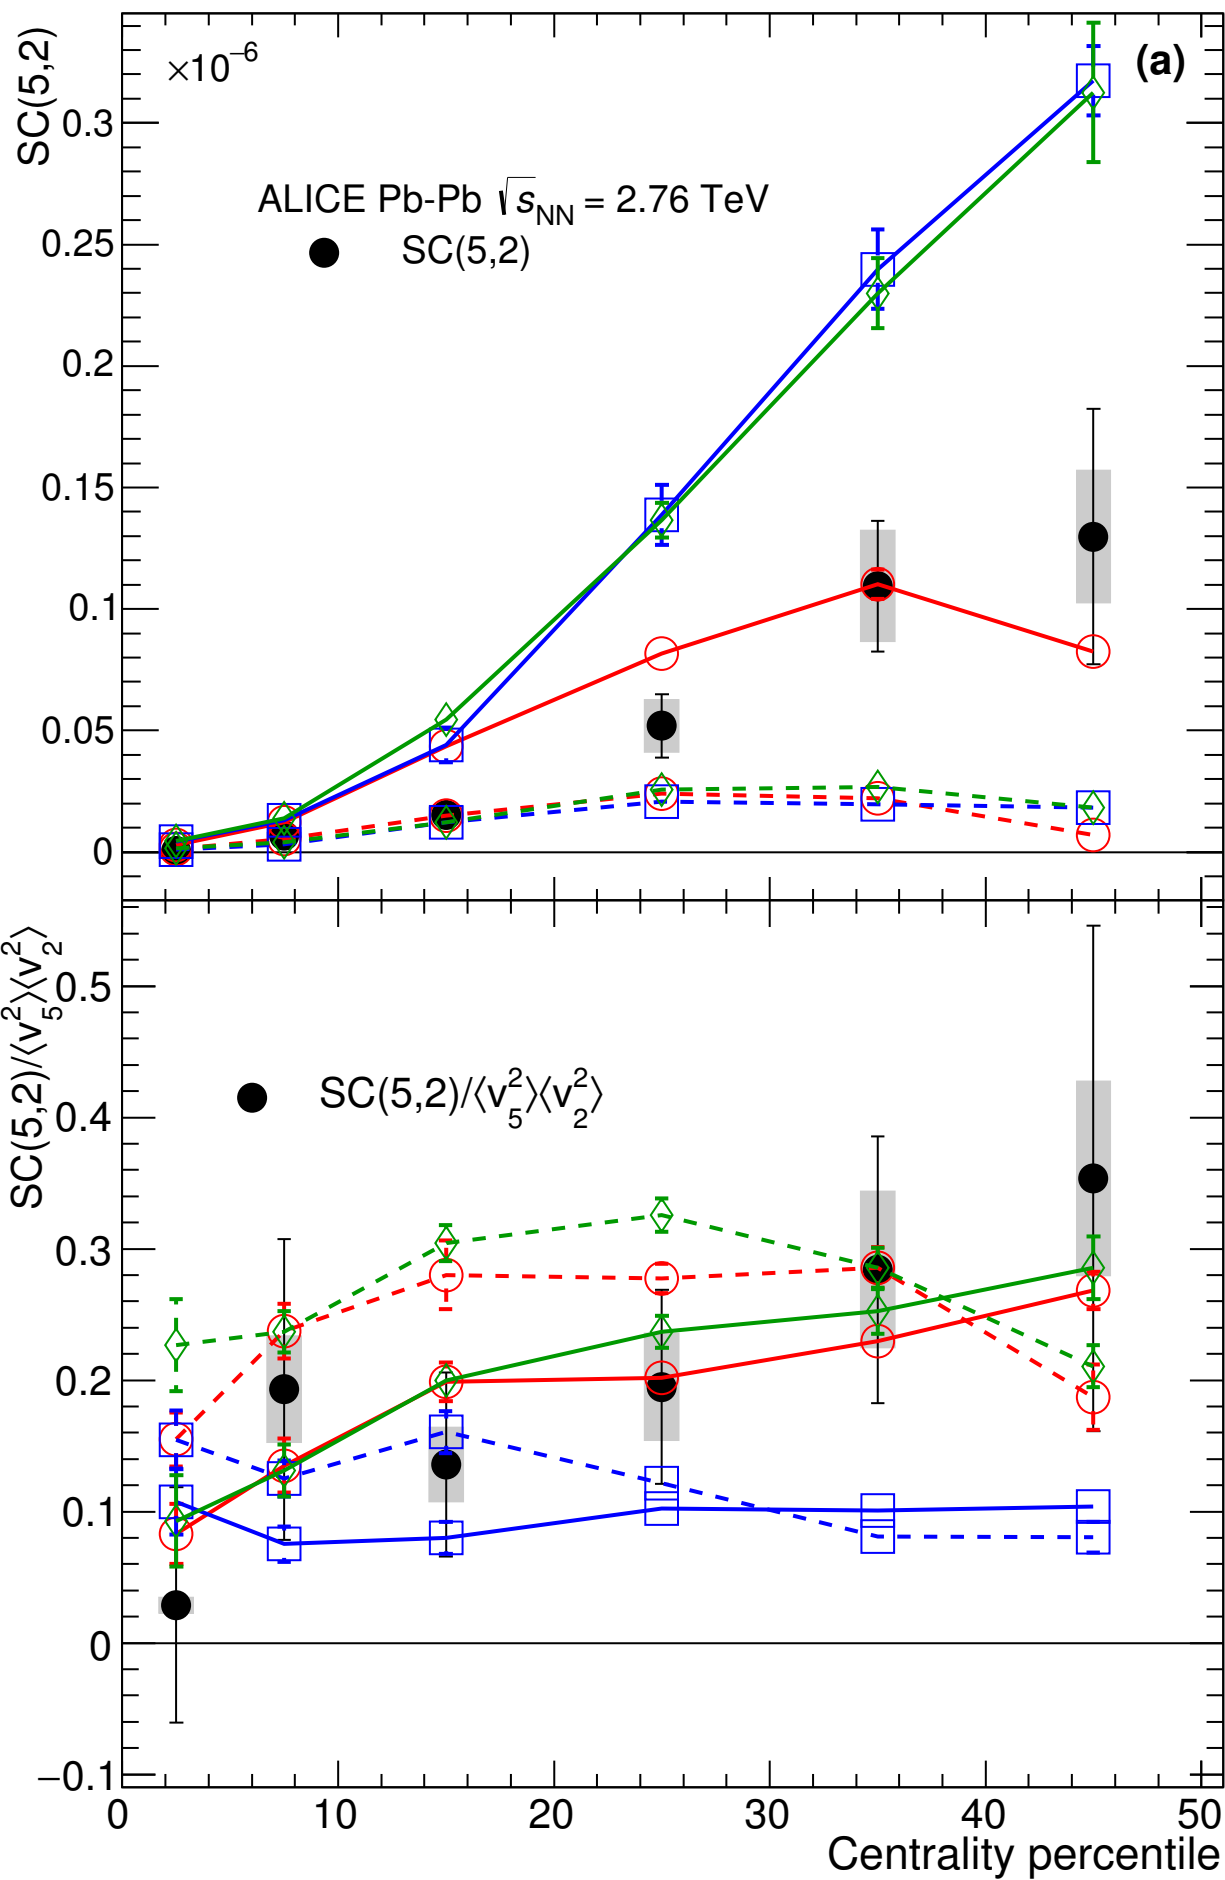 ×10⁻⁶
(a)
SC(5,2)
0.3
0.25
0.2
0.15
0.1
0.05
0
ALICE Pb-Pb √s_NN = 2.76 TeV
SC(5,2)
SC(5,2)/⟨v₅²⟩⟨v₂²⟩
0.5
0.4
0.3
0.2
0.1
0
−0.1
SC(5,2)/⟨v₅²⟩⟨v₂²⟩
0 10 20 30 40 50
Centrality percentile